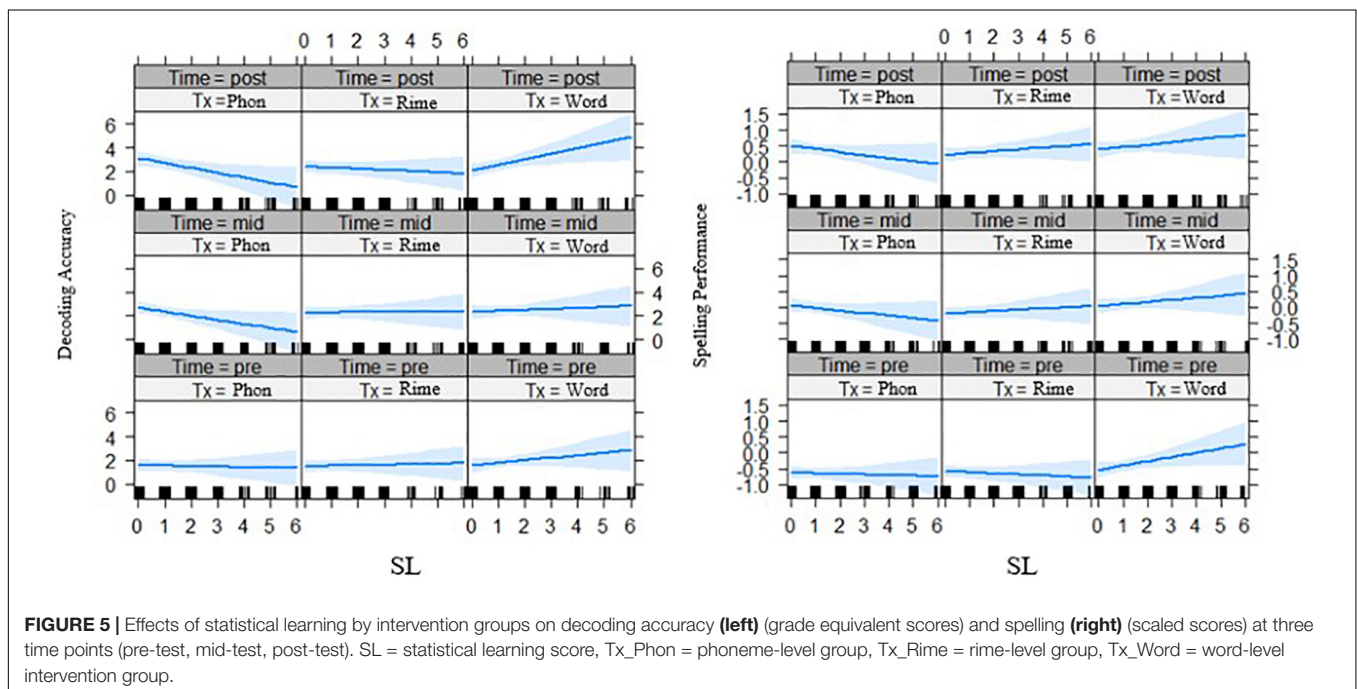 0 1 2 3 4 5 6
Time = post Time = post Time = post
Tx = Phon Tx = Rime Tx = Word
6
4
2
0
Time = mid Time = mid Time = mid
Tx = Phon Tx = Rime Tx = Word
6
4
2
0
Time = pre Time = pre Time = pre
Tx = Phon Tx = Rime Tx = Word
6
4
2
0
0 1 2 3 4 5 6 0 1 2 3 4 5 6
Decoding Accuracy
SL
0 1 2 3 4 5 6
Time = post Time = post Time = post
Tx = Phon Tx = Rime Tx = Word
1.5
1.0
0.5
0.0
-0.5
-1.0
Time = mid Time = mid Time = mid
Tx = Phon Tx = Rime Tx = Word
1.5
1.0
0.5
0.0
-0.5
-1.0
Time = pre Time = pre Time = pre
Tx = Phon Tx = Rime Tx = Word
1.5
1.0
0.5
0.0
-0.5
-1.0
0 1 2 3 4 5 6 0 1 2 3 4 5 6
Spelling Performance
SL
FIGURE 5 | Effects of statistical learning by intervention groups on decoding accuracy (left) (grade equivalent scores) and spelling (right) (scaled scores) at three
time points (pre-test, mid-test, post-test). SL = statistical learning score, Tx_Phon = phoneme-level group, Tx_Rime = rime-level group, Tx_Word = word-level
intervention group.